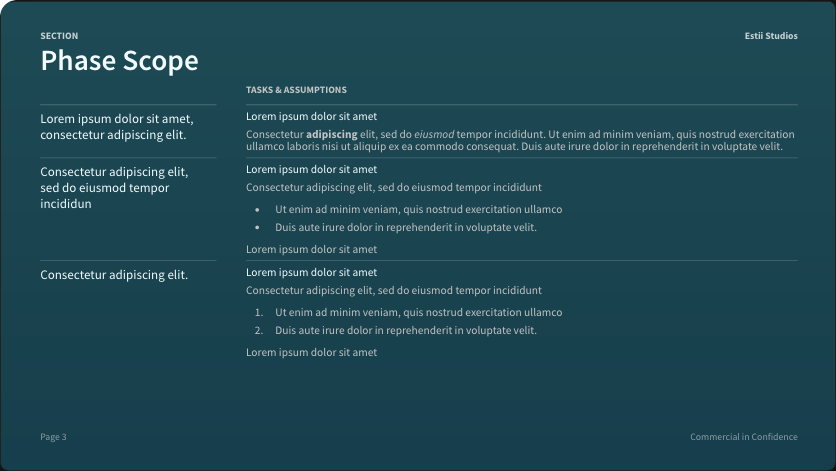 SECTION
Estii Studios
Phase Scope
TASKS & ASSUMPTIONS
Lorem ipsum dolor sit amet,
consectetur adipiscing elit.
Lorem ipsum dolor sit amet
Consectetur adipiscing elit, sed do eiusmod tempor incididunt. Ut enim ad minim veniam, quis nostrud exercitation
ullamco laboris nisi ut aliquip ex ea commodo consequat. Duis aute irure dolor in reprehenderit in voluptate velit.
Consectetur adipiscing elit,
sed do eiusmod tempor
incididun
Lorem ipsum dolor sit amet
Consectetur adipiscing elit, sed do eiusmod tempor incididunt
• Ut enim ad minim veniam, quis nostrud exercitation ullamco
• Duis aute irure dolor in reprehenderit in voluptate velit.
Lorem ipsum dolor sit amet
Consectetur adipiscing elit.
Lorem ipsum dolor sit amet
Consectetur adipiscing elit, sed do eiusmod tempor incididunt
1. Ut enim ad minim veniam, quis nostrud exercitation ullamco
2. Duis aute irure dolor in reprehenderit in voluptate velit.
Lorem ipsum dolor sit amet
Page 3
Commercial in Confidence